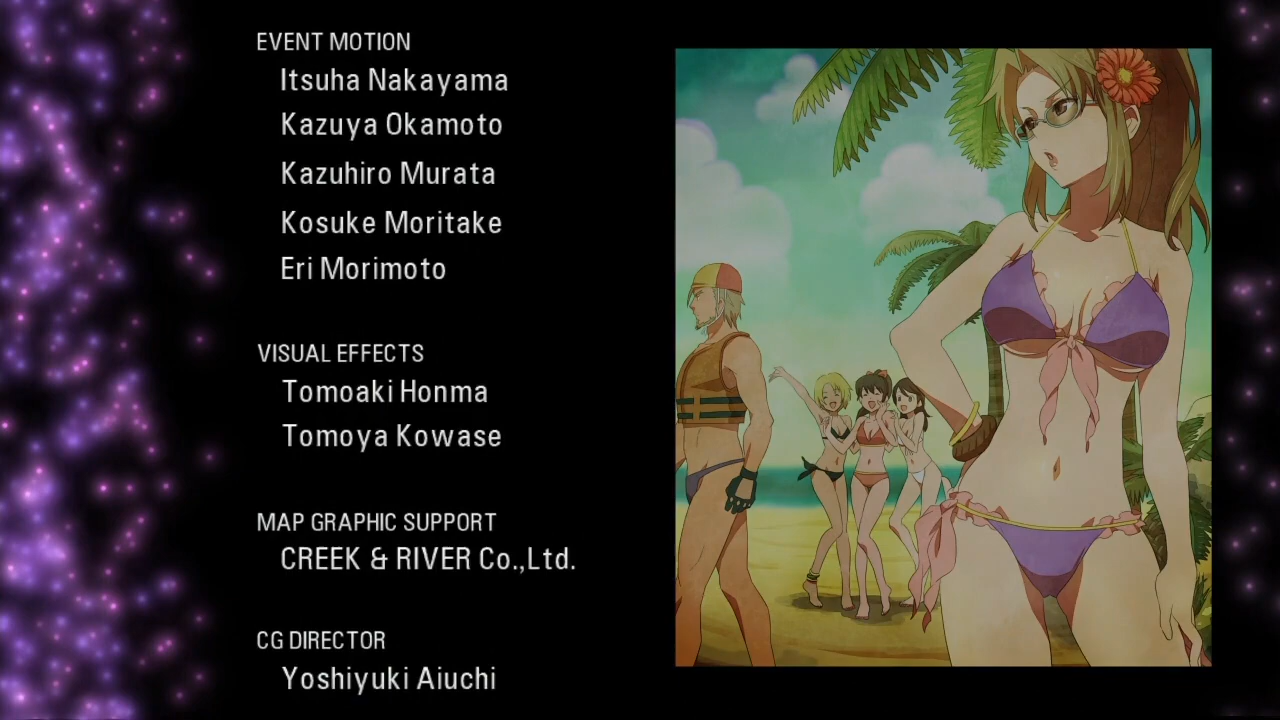 EVENT MOTION
Itsuha Nakayama
Kazuya Okamoto
Kazuhiro Murata
Kosuke Moritake
Eri Morimoto
VISUAL EFFECTS
Tomoaki Honma
Tomoya Kowase
MAP GRAPHIC SUPPORT
CREEK & RIVER Co.,Ltd.
CG DIRECTOR
Yoshiyuki Aiuchi